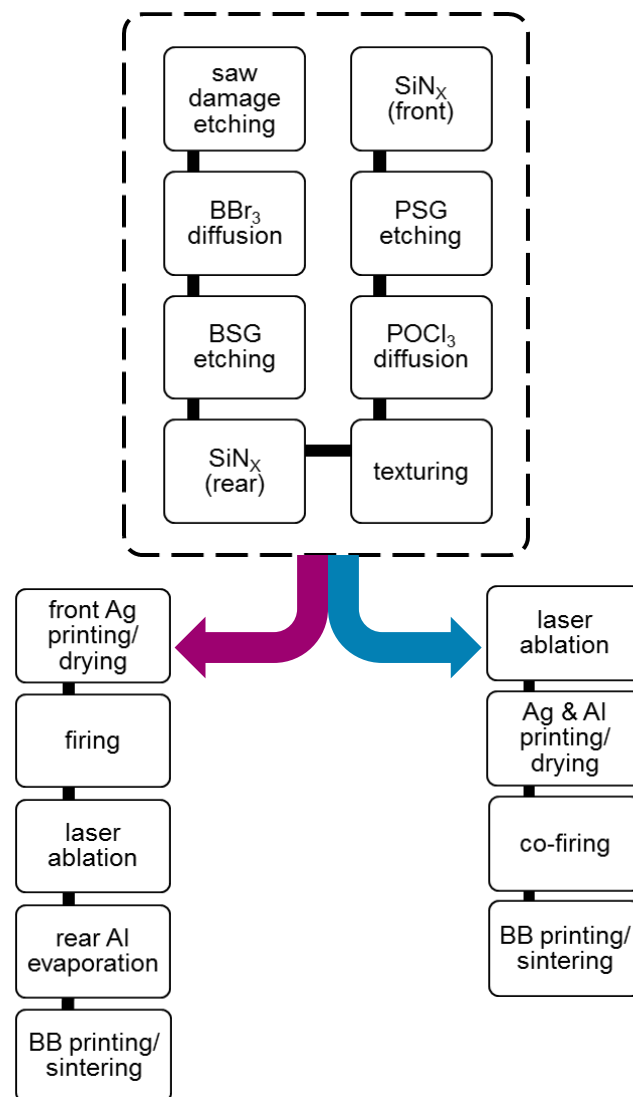 saw
damage
etching
BBr₃
diffusion
BSG
etching
SiNₓ
(rear)
texturing
POCl₃
diffusion
PSG
etching
SiNₓ
(front)
front Ag
printing/
drying
firing
laser
ablation
rear Al
evaporation
BB printing/
sintering
laser
ablation
Ag & Al
printing/
drying
co-firing
BB printing/
sintering